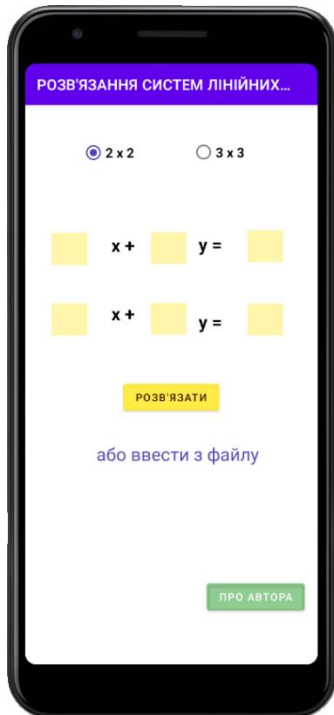 РОЗВ'ЯЗАННЯ СИСТЕМ ЛІНІЙНИХ...
2 x 2 3 x 3
x + y =
x + y =
РОЗВ'ЯЗАТИ
або ввести з файлу
ПРО АВТОРА